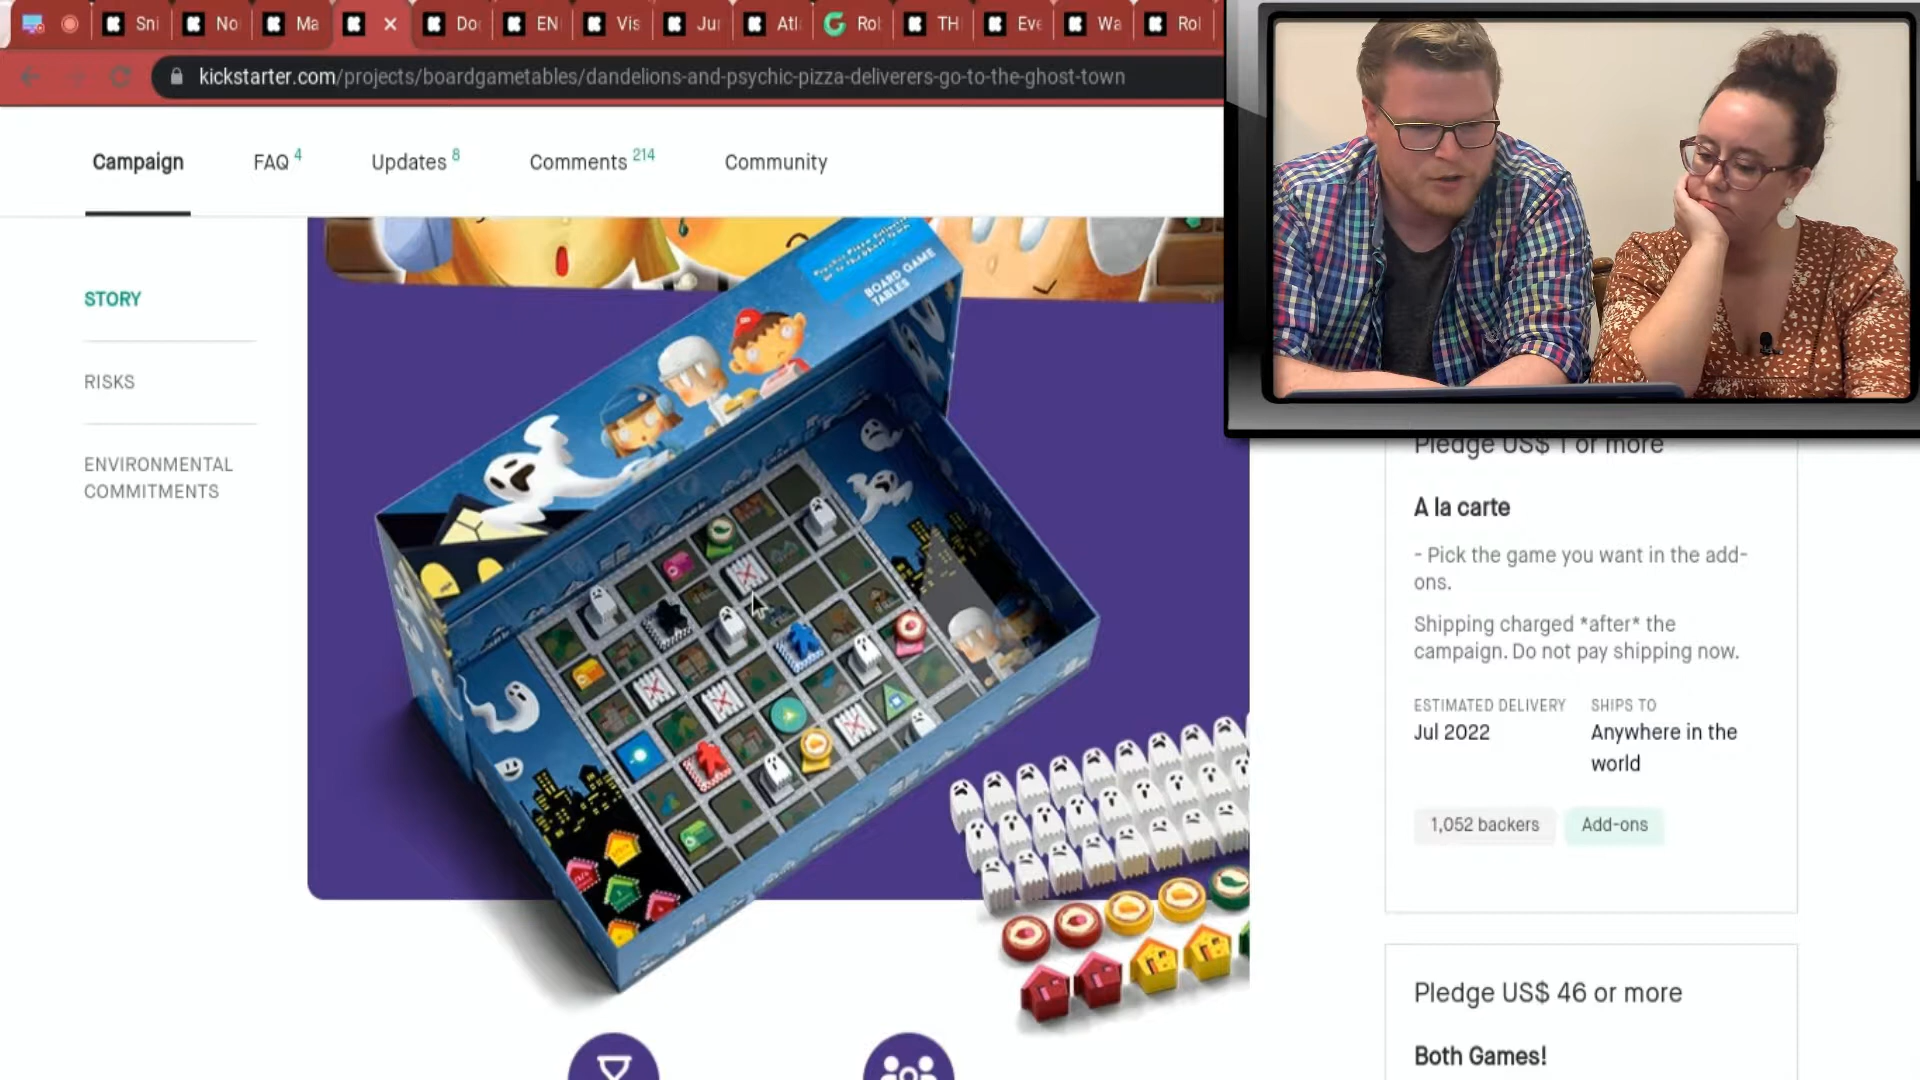 Sni
No
Ma
Do
EN
Vis
Ju
Atl
Rol
TH
Eve
Wa
Rol
kickstarter.com/projects/boardgametables/dandelions-and-psychic-pizza-deliverers-go-to-the-ghost-town
Campaign
FAQ 4
Updates 8
Comments 214
Community
STORY
RISKS
ENVIRONMENTAL
COMMITMENTS
BOARD GAME
TABLES
Pledge US$ 1 or more
A la carte
- Pick the game you want in the add-
ons.
Shipping charged *after* the
campaign. Do not pay shipping now.
ESTIMATED DELIVERY
SHIPS TO
Jul 2022
Anywhere in the
world
1,052 backers
Add-ons
Pledge US$ 46 or more
Both Games!